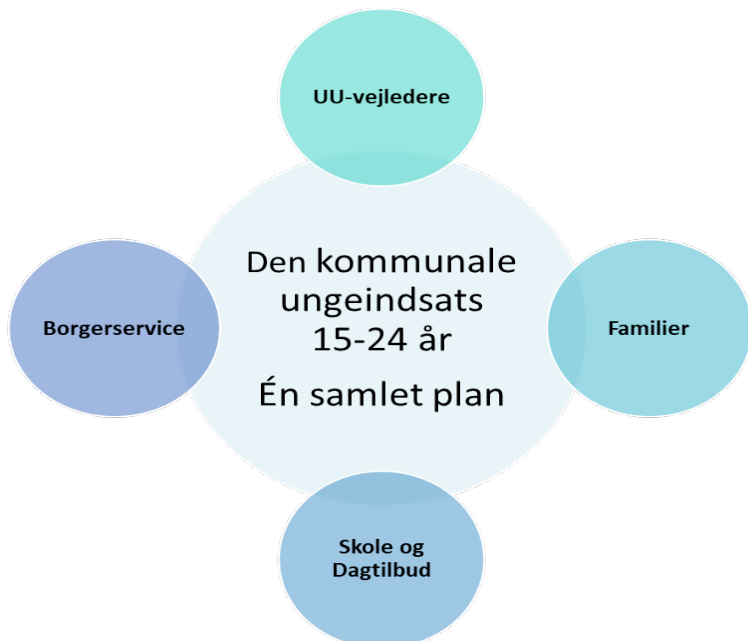 UU-vejledere
Den kommunale
ungeindsats
15-24 år
Én samlet plan
Borgerservice
Familier
Skole og
Dagtilbud